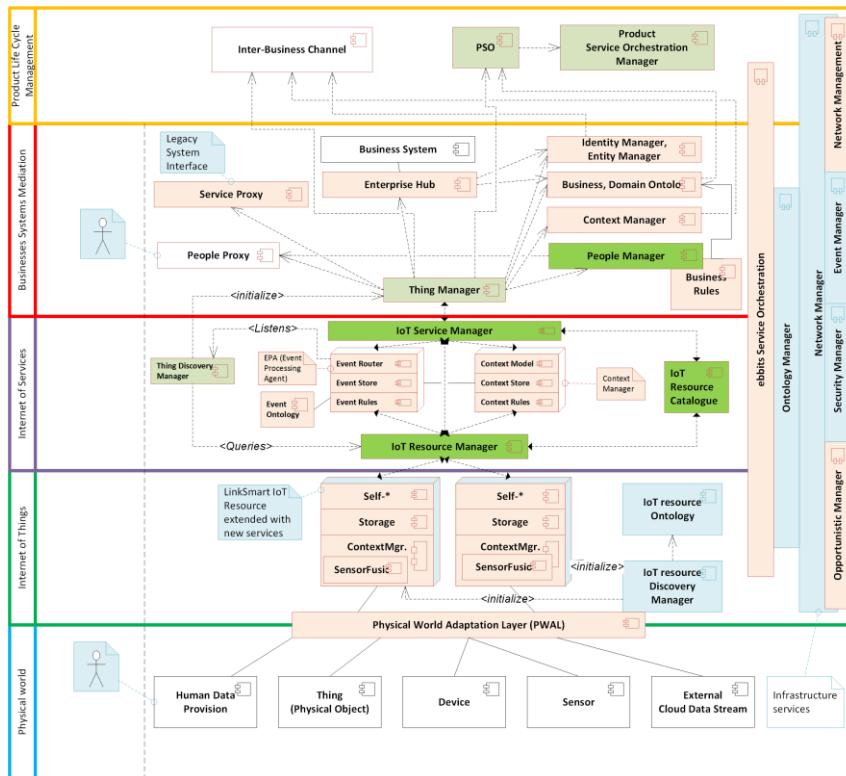 Product Life Cycle
Management
Inter-Business Channel
PSO
Product
Service Orchestration
Manager
Network Management
Businesses Systems Mediation
Legacy
System
Interface
Business System
Identity Manager,
Entity Manager
Service Proxy
Enterprise Hub
Business, Domain Ontolo
Context Manager
People Proxy
People Manager
Business
Rules
Thing Manager
<initialize>
ebbits Service Orchestration
Ontology Manager
Network Manager
Event Manager
Security Manager
Opportunistic Manager
Internet of Services
<Listens>
IoT Service Manager
Thing Discovery
Manager
EPA (Event
Processing
Agent)
Event Router
Event Store
Event Rules
Event
Ontology
Context Model
Context Store
Context Rules
Context
Manager
IoT
Resource
Catalogue
<Queries>
IoT Resource Manager
Internet of Things
LinkSmart IoT
Resource
extended with
new services
Self-*
Storage
ContextMgr.
SensorFusic
Self-*
Storage
ContextMgr.
SensorFusic
IoT resource
Ontology
<initialize>
IoT resource
Discovery
Manager
<initialize>
Physical World Adaptation Layer (PWAL)
Physical world
Human Data
Provision
Thing
(Physical Object)
Device
Sensor
External
Cloud Data Stream
Infrastructure
services